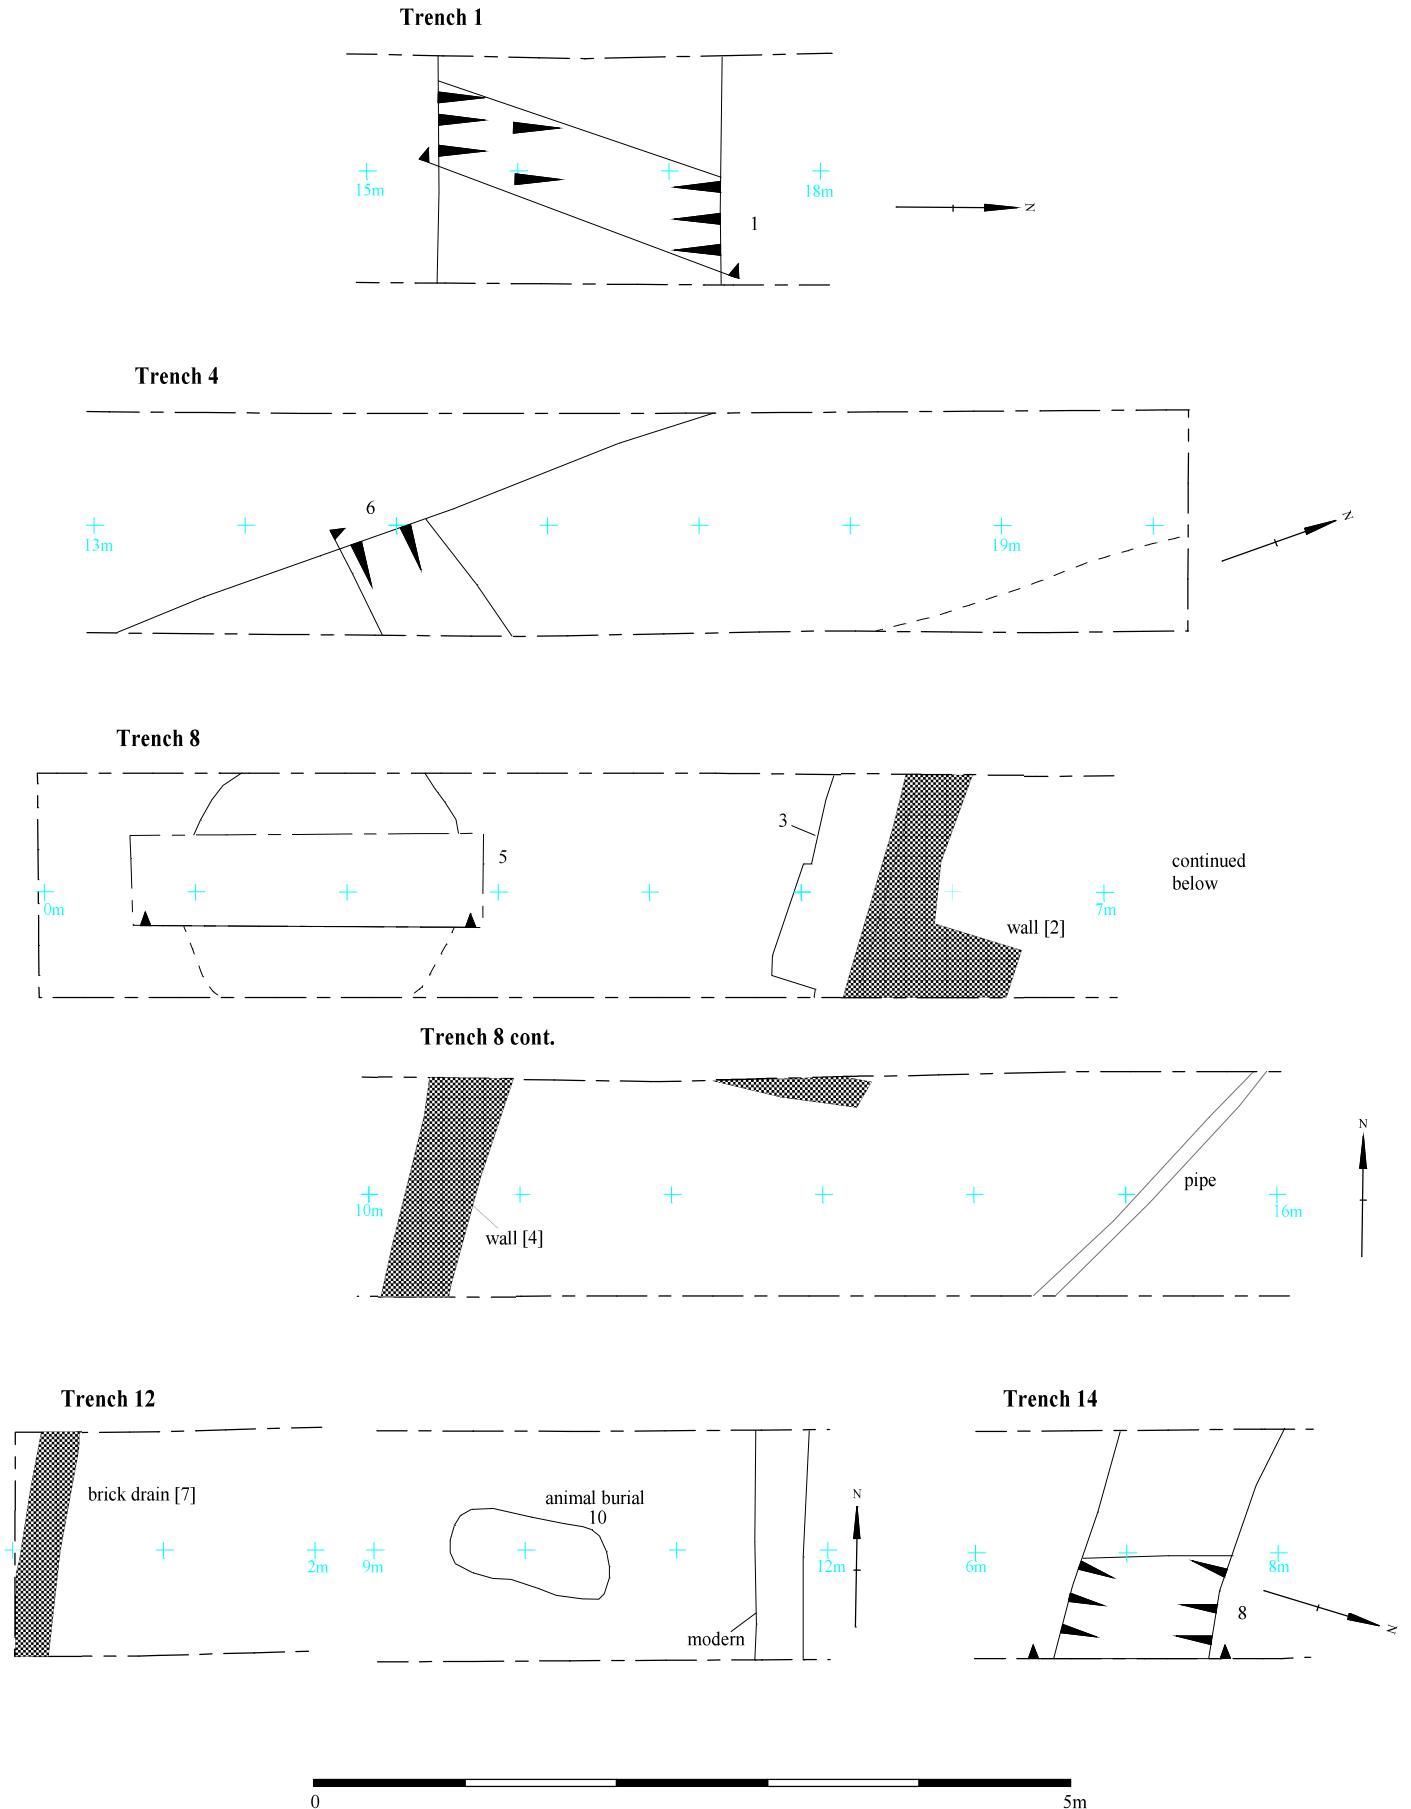 Trench 1
15m
18m
1
N
Trench 4
6
13m
19m
N
Trench 8
3
5
0m
7m
continued
below
wall [2]
Trench 8 cont.
N
pipe
10m
16m
wall [4]
Trench 12
Trench 14
brick drain [7]
animal burial
10
N
2m
9m
12m
6m
8m
8
N
modern
0
5m